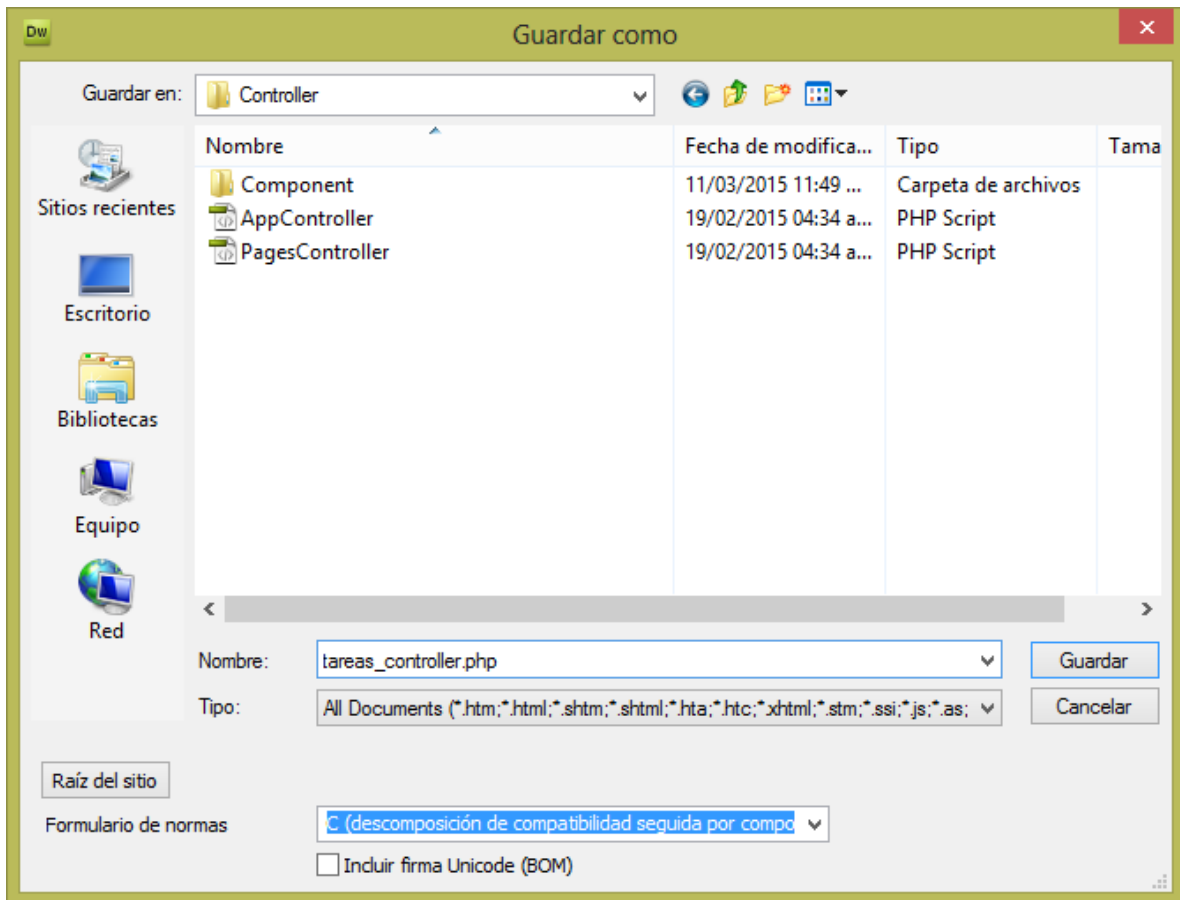 Dw
Guardar como
Guardar en: Controller
Nombre Fecha de modifica... Tipo Tama
Component 11/03/2015 11:49 ... Carpeta de archivos
AppController 19/02/2015 04:34 a... PHP Script
PagesController 19/02/2015 04:34 a... PHP Script
Sitios recientes
Escritorio
Bibliotecas
Equipo
Red
Nombre: tareas_controller.php Guardar
Tipo: All Documents (*.htm;*.html;*.shtm;*.shtml;*.hta;*.htc;*.xhtml;*.stm;*.ssi;*.js;*.as; Cancelar
Raíz del sitio
Formulario de normas C (descomposición de compatibilidad seguida por compo
Incluir firma Unicode (BOM)